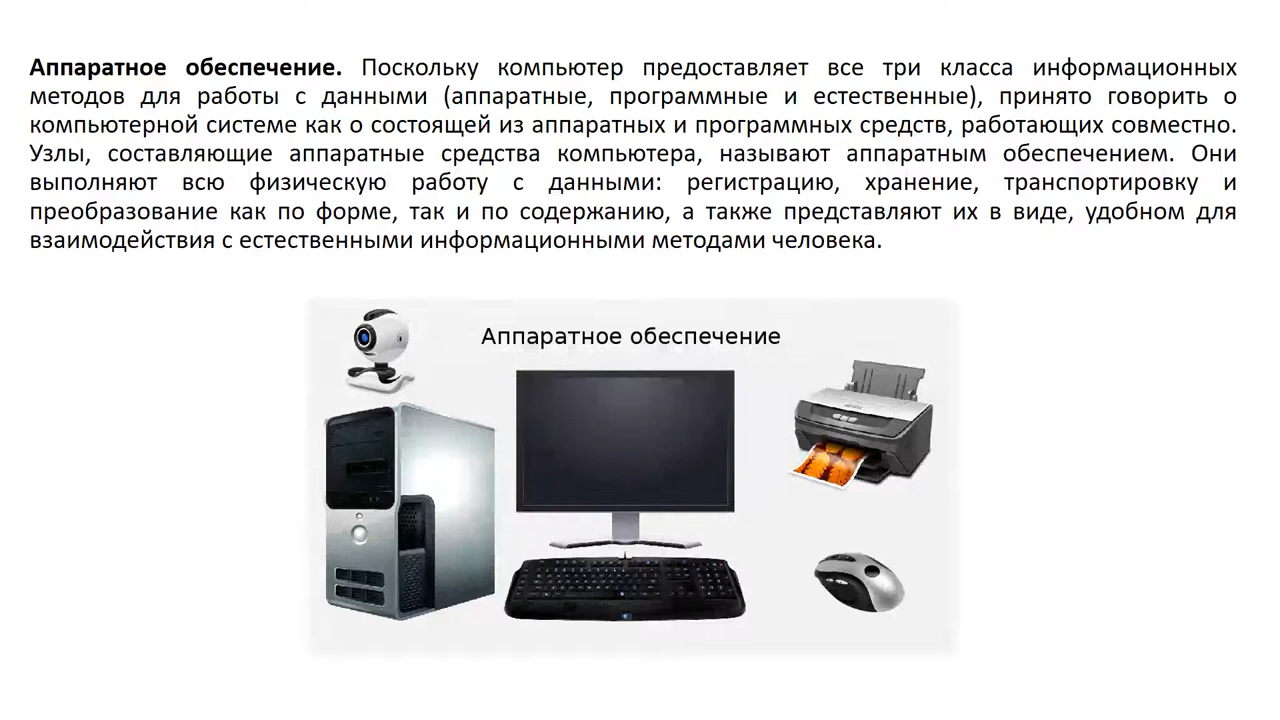 Аппаратное обеспечение. Поскольку компьютер предоставляет все три класса информационных
методов для работы с данными (аппаратные, программные и естественные), принято говорить о
компьютерной системе как о состоящей из аппаратных и программных средств, работающих совместно.
Узлы, составляющие аппаратные средства компьютера, называют аппаратным обеспечением. Они
выполняют всю физическую работу с данными: регистрацию, хранение, транспортировку и
преобразование как по форме, так и по содержанию, а также представляют их в виде, удобном для
взаимодействия с естественными информационными методами человека.
Аппаратное обеспечение